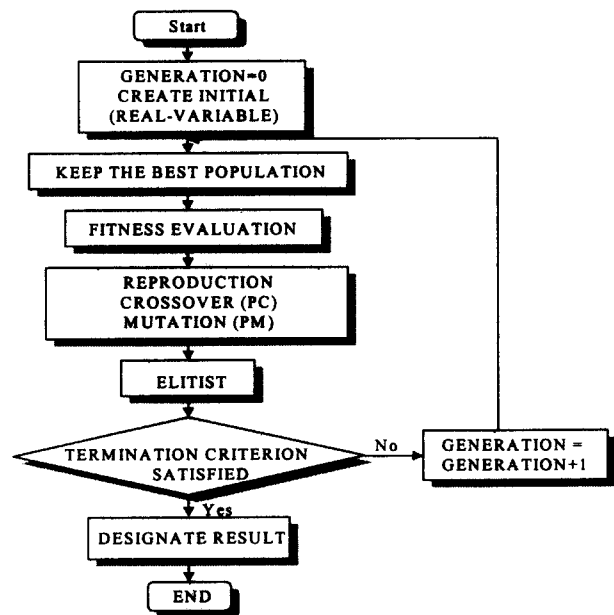 Start
GENERATION=0
CREATE INITIAL
(REAL-VARIABLE)
KEEP THE BEST POPULATION
FITNESS EVALUATION
REPRODUCTION
CROSSOVER (PC)
MUTATION (PM)
ELITIST
TERMINATION CRITERION
SATISFIED
No
GENERATION =
GENERATION+1
Yes
DESIGNATE RESULT
END